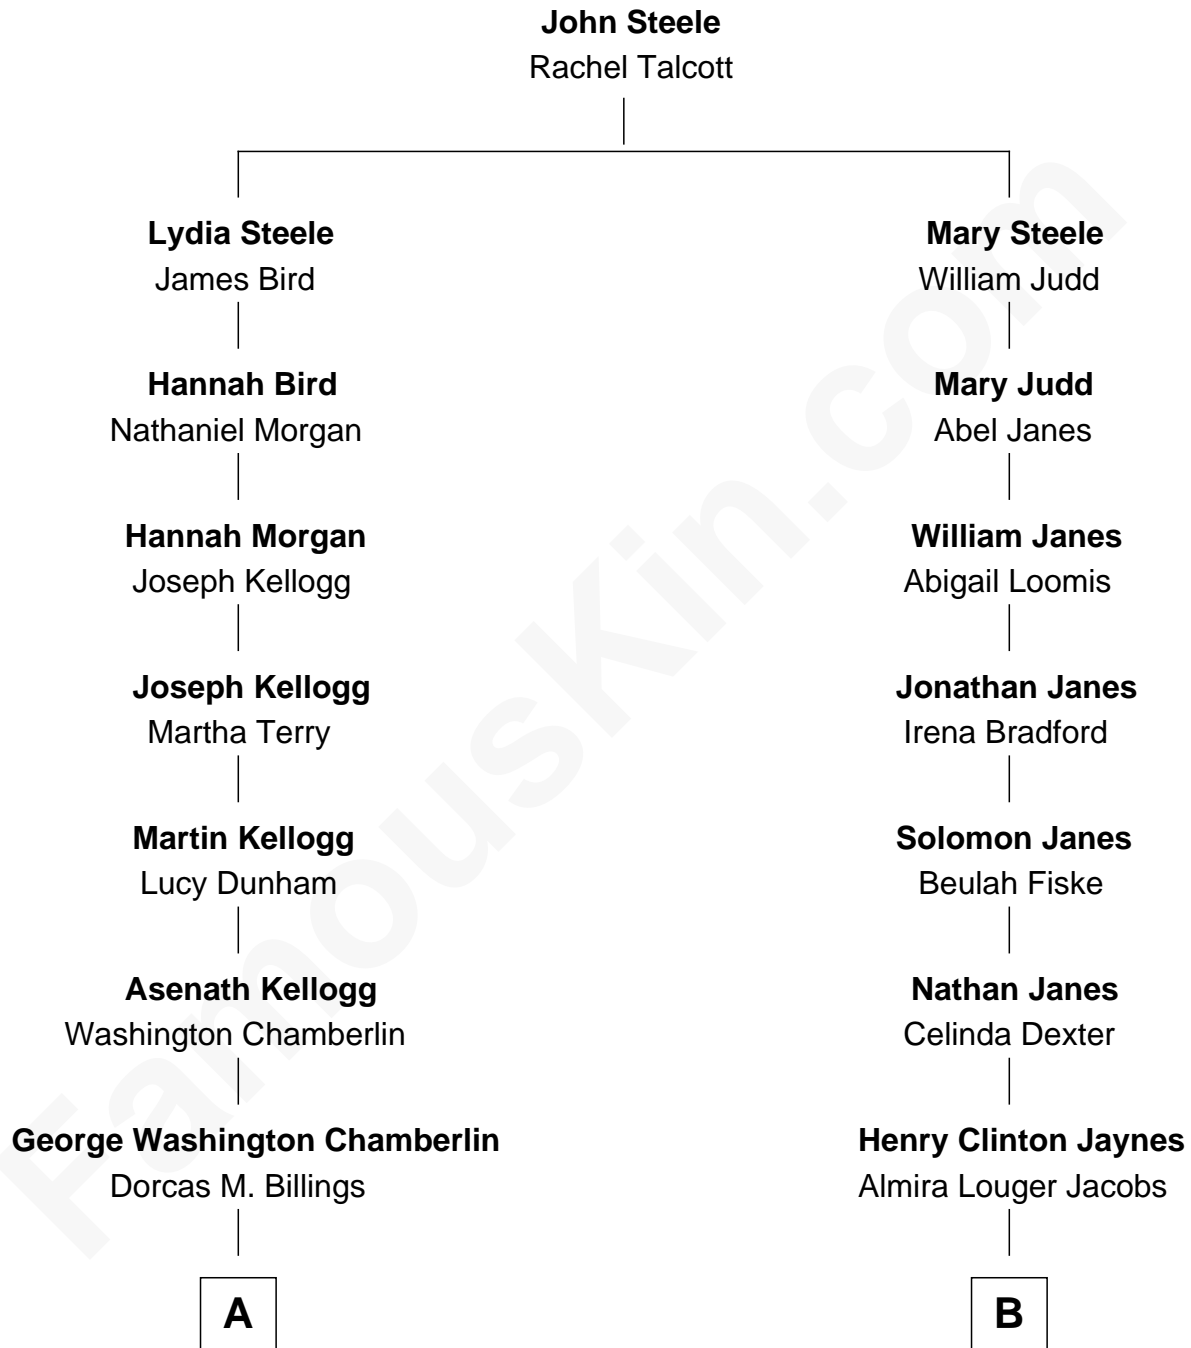 John Steele
Rachel Talcott
Lydia Steele
James Bird
Mary Steele
William Judd
Hannah Bird
Nathaniel Morgan
Mary Judd
Abel Janes
Hannah Morgan
Joseph Kellogg
William Janes
Abigail Loomis
Joseph Kellogg
Martha Terry
Jonathan Janes
Irena Bradford
Martin Kellogg
Lucy Dunham
Solomon Janes
Beulah Fiske
Asenath Kellogg
Washington Chamberlin
Nathan Janes
Celinda Dexter
George Washington Chamberlin
Dorcas M. Billings
Henry Clinton Jaynes
Almira Louger Jacobs
A
B
FamousKin.com